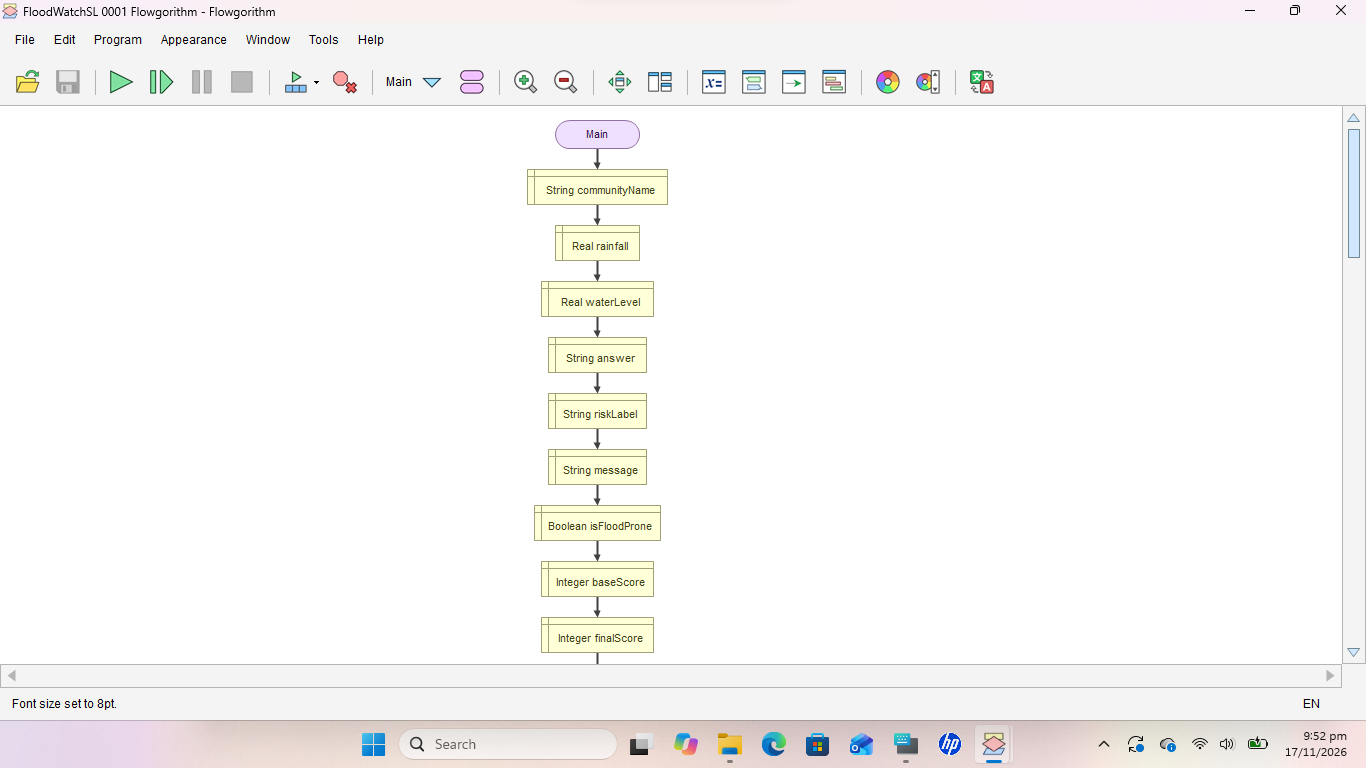 FloodWatchSL 0001 Flowgorithm - Flowgorithm
File Edit Program Appearance Window Tools Help
Main
x=
A
Main
String communityName
Real rainfall
Real waterLevel
String answer
String riskLabel
String message
Boolean isFloodProne
Integer baseScore
Integer finalScore
Font size set to 8pt.
EN
Search
hp
9:52 pm
17/11/2026